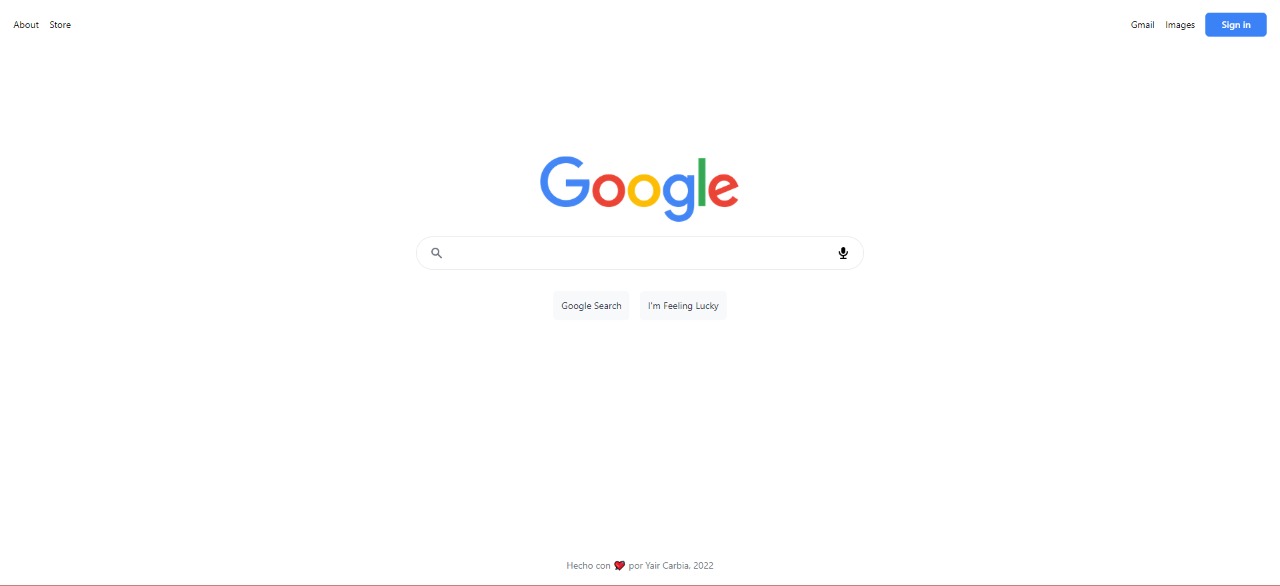 About Store
Gmail Images Sign in
Google
Google Search I'm Feeling Lucky
Hecho con ❤️ por Yair Carbia. 2022